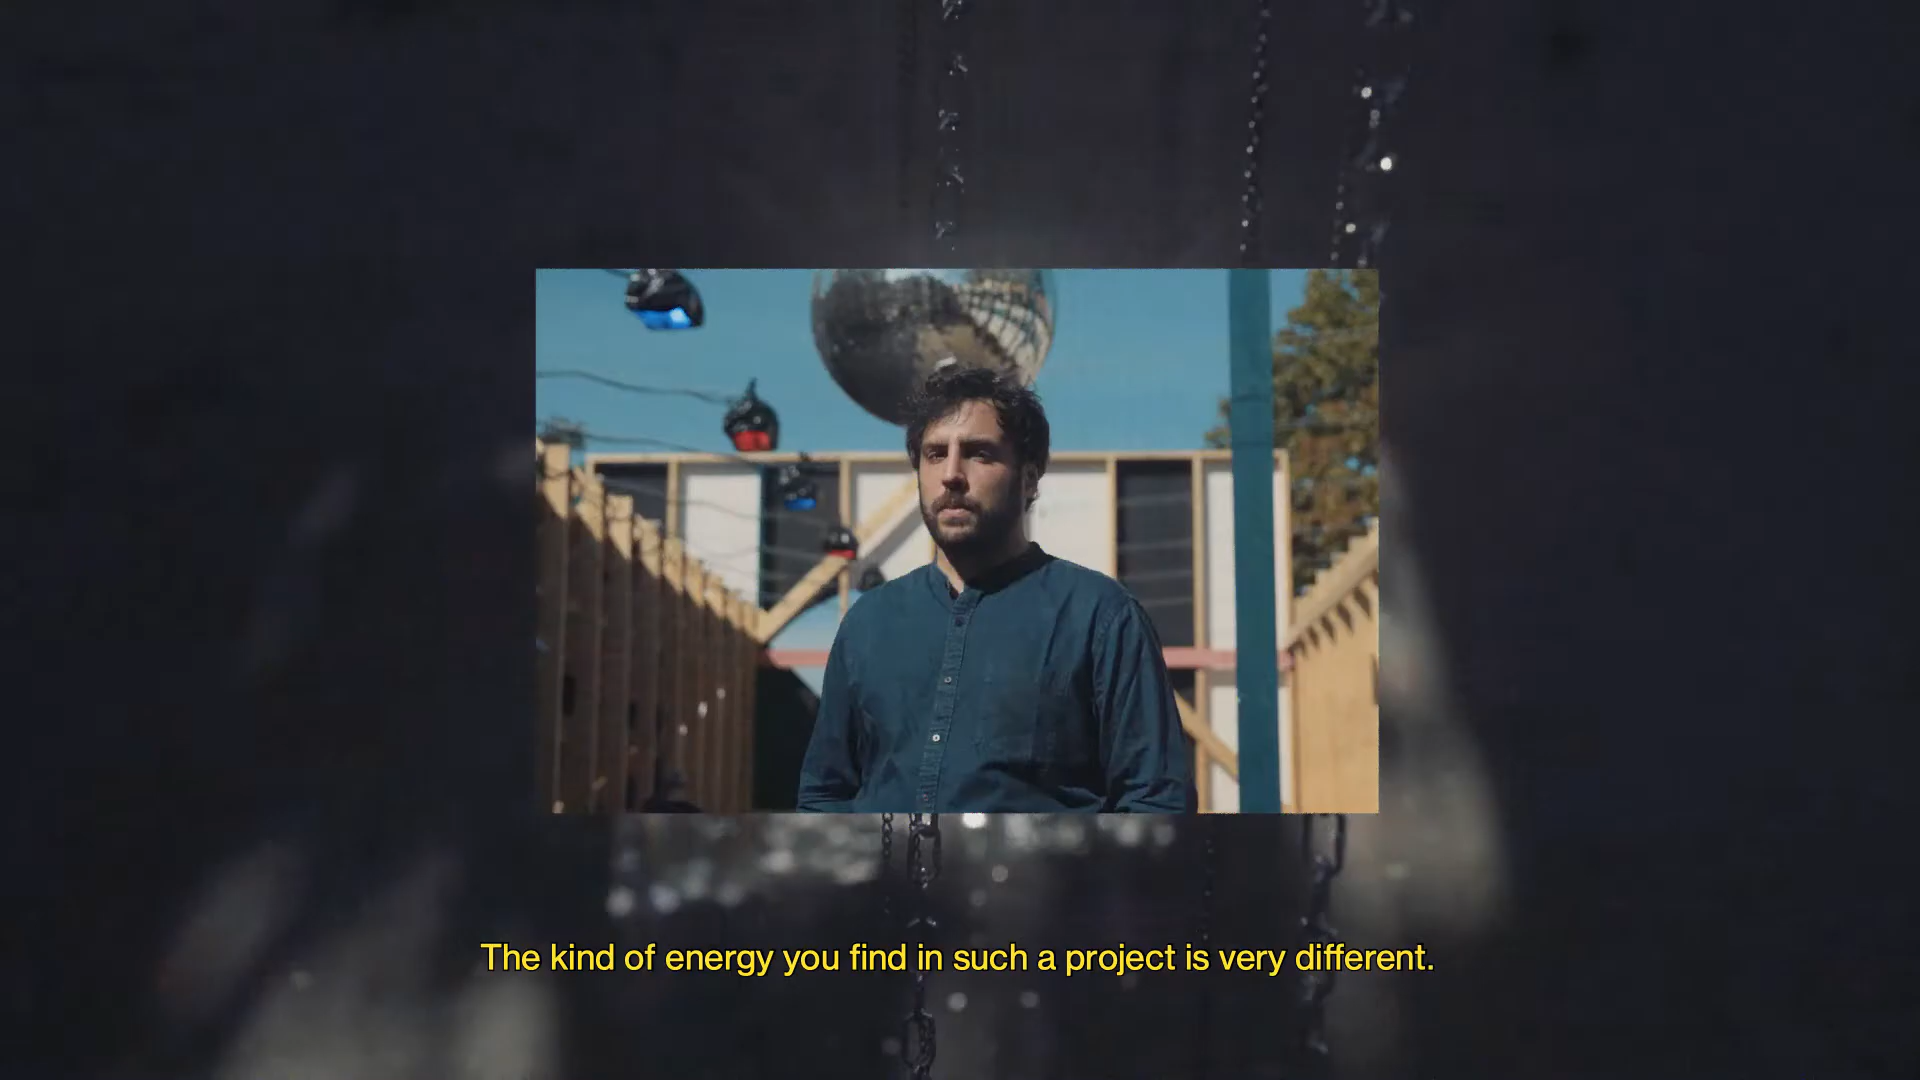 The kind of energy you find in such a project is very different.